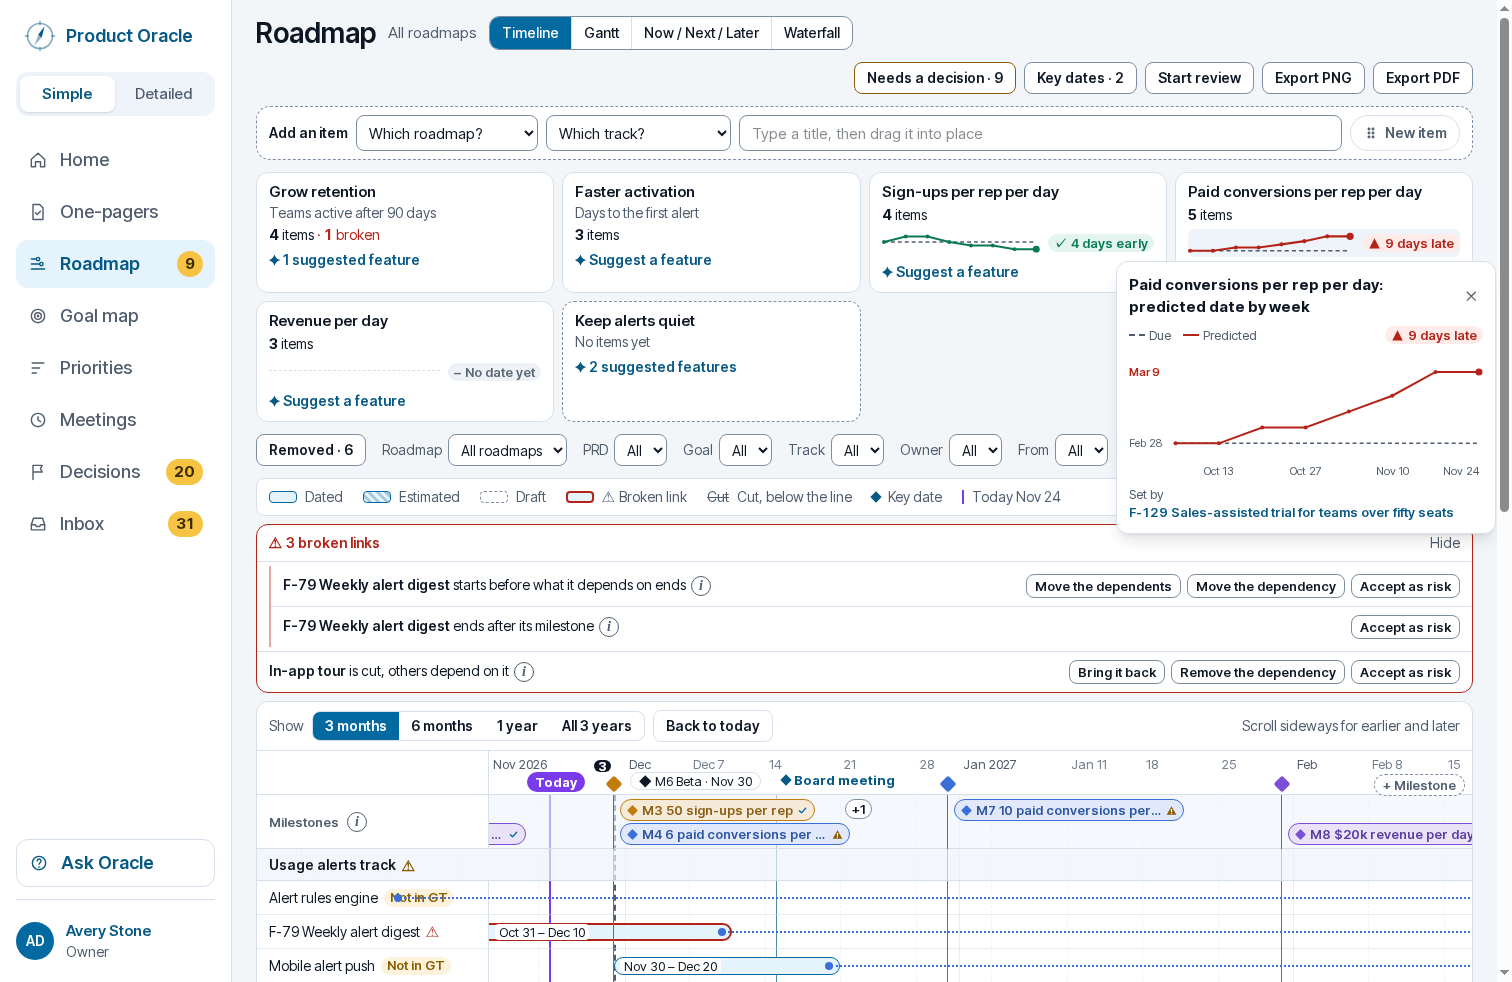 Product Oracle
Simple
Detailed
Home
One-pagers
Roadmap
9
Goal map
Priorities
Meetings
Decisions
20
Inbox
31
Ask Oracle
AD
Avery Stone
Owner
Roadmap
All roadmaps
Timeline
Gantt
Now / Next / Later
Waterfall
Needs a decision · 9
Key dates · 2
Start review
Export PNG
Export PDF
Add an item
Which roadmap?
Which track?
Type a title, then drag it into place
New item
Grow retention
Teams active after 90 days
4 items · 1 broken
1 suggested feature
Faster activation
Days to the first alert
3 items
Suggest a feature
Sign-ups per rep per day
4 items
✓ 4 days early
Suggest a feature
Paid conversions per rep per day
5 items
▲ 9 days late
Revenue per day
3 items
– No date yet
Suggest a feature
Keep alerts quiet
No items yet
2 suggested features
Paid conversions per rep per day:
predicted date by week
Due
Predicted
▲ 9 days late
Mar 9
Feb 28
Oct 13
Oct 27
Nov 10
Nov 24
Set by
F-129 Sales-assisted trial for teams over fifty seats
Removed · 6
Roadmap
All roadmaps
PRD
All
Goal
All
Track
All
Owner
All
From
All
Dated
Estimated
Draft
⚠ Broken link
Cut
Cut, below the line
Key date
Today Nov 24
⚠ 3 broken links
Hide
F-79 Weekly alert digest starts before what it depends on ends
i
Move the dependents
Move the dependency
Accept as risk
F-79 Weekly alert digest ends after its milestone
i
Accept as risk
In-app tour is cut, others depend on it
i
Bring it back
Remove the dependency
Accept as risk
Show
3 months
6 months
1 year
All 3 years
Back to today
Scroll sideways for earlier and later
Nov 2026
3
Dec
Dec 7
14
21
28
Jan 2027
Jan 11
18
25
Feb
Feb 8
15
Today
M6 Beta · Nov 30
Board meeting
+ Milestone
Milestones
i
... ✓
M3 50 sign-ups per rep ✓
+1
M4 6 paid conversions per ...
M7 10 paid conversions per...
M8 $20k revenue per day
Usage alerts track ⚠
Alert rules engine
Not in GT
F-79 Weekly alert digest ⚠
Oct 31 – Dec 10
Mobile alert push
Not in GT
Nov 30 – Dec 20